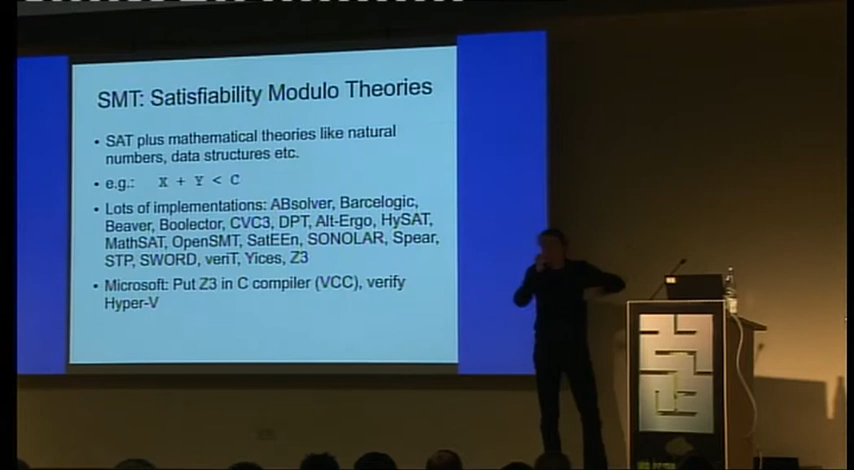 SMT: Satisfiability Modulo Theories
• SAT plus mathematical theories like natural
numbers, data structures etc.
• e.g.: X + Y < C
• Lots of implementations: ABsolver, Barcelogic,
Beaver, Boolector, CVC3, DPT, Alt-Ergo, HySAT,
MathSAT, OpenSMT, SatEEn, SONOLAR, Spear,
STP, SWORD, veriT, Yices, Z3
• Microsoft: Put Z3 in C compiler (VCC), verify
Hyper-V